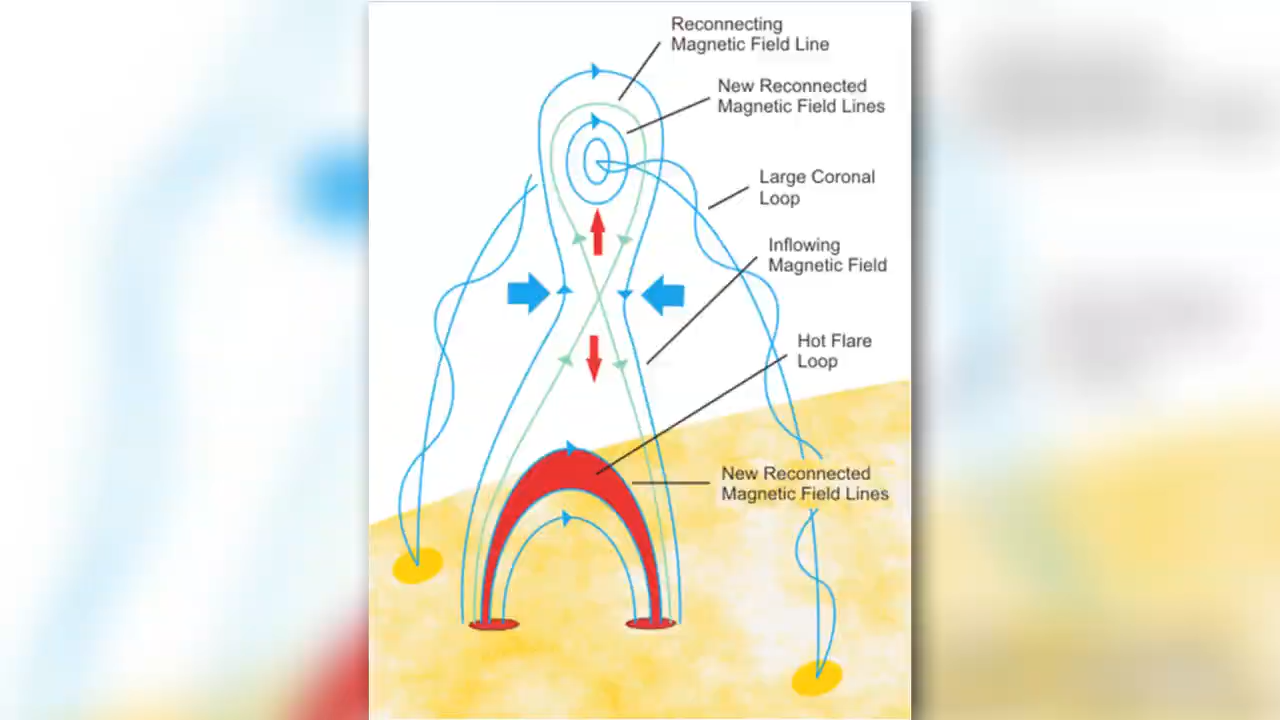 Reconnecting
Magnetic Field Line
New Reconnected
Magnetic Field Lines
Large Coronal
Loop
Inflowing
Magnetic Field
Hot Flare
Loop
New Reconnected
Magnetic Field Lines